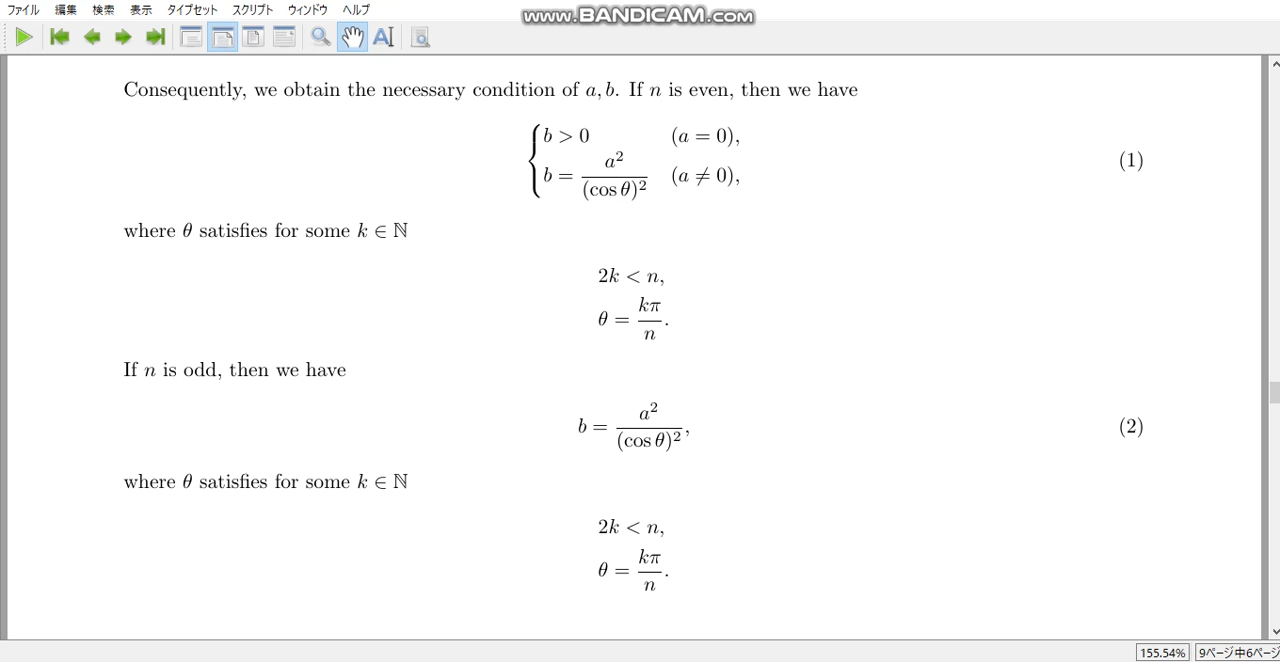 ファイル 編集 検索 表示 タイプセット スクリプト ウィンドウ ヘルプ
www.BANDICAM.com
AI
Consequently, we obtain the necessary condition of a, b. If n is even, then we have
b > 0 (a = 0),
b = a² / (cos θ)² (a ≠ 0), (1)
where θ satisfies for some k ∈ ℕ
2k < n,
θ = kπ / n.
If n is odd, then we have
b = a² / (cos θ)², (2)
where θ satisfies for some k ∈ ℕ
2k < n,
θ = kπ / n.
155.54% 9ページ中6ページ